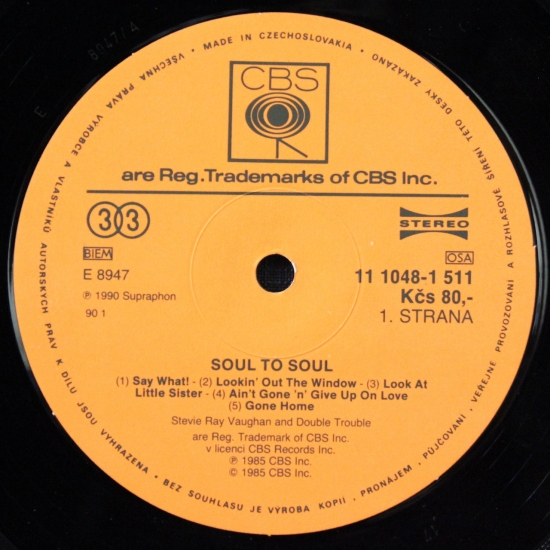 VŠECHNA PRÁVA VÝROBCE A VLASTNÍKŮ AUTORSKÝCH PRÁV K DÍLU JSOU VYHRAZENA • BEZ SOUHLASU JE VÝROBA KOPIÍ • PRONÁJEM • PŮJČOVÁNÍ • VEŘEJNÉ PROVOZOVÁNÍ A ROZHLASOVÉ ŠÍŘENÍ TÉTO DESKY ZAKÁZÁNO • MADE IN CZECHOSLOVAKIA •
CBS
are Reg.Trademarks of CBS Inc.
33
STEREO
BIEM
OSA
E 8947
11 1048-1 511
℗ 1990 Supraphon
Kčs 80,-
90 1
1. STRANA
SOUL TO SOUL
(1) Say What! - (2) Lookin' Out The Window - (3) Look At
Little Sister - (4) Ain't Gone 'n' Give Up On Love
(5) Gone Home
Stevie Ray Vaughan and Double Trouble
are Reg. Trademark of CBS Inc.
v licenci CBS Records Inc.
℗ 1985 CBS Inc.
© 1985 CBS Inc.